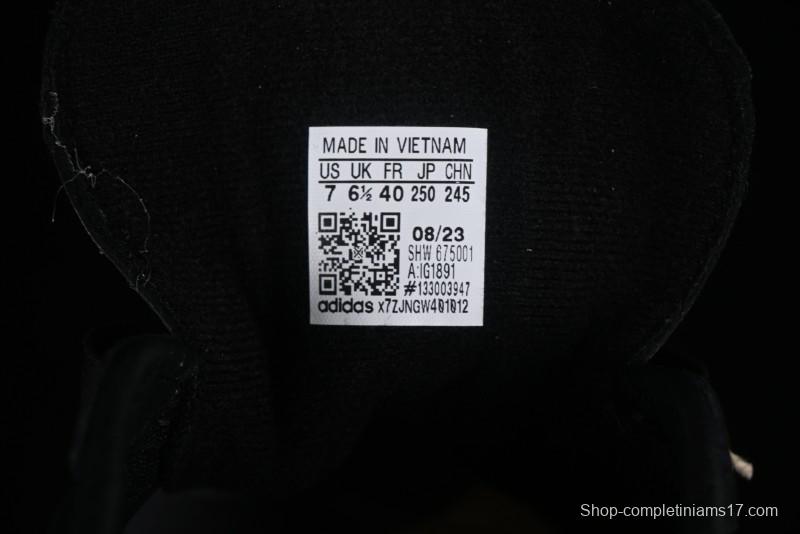 MADE IN VIETNAM
US UK FR JP CHN
7 6½ 40 250 245
08/23
SHW 675001
A:IG1891
#133003947
adidas x7ZJNGW401012
Shop-completiniams17.com